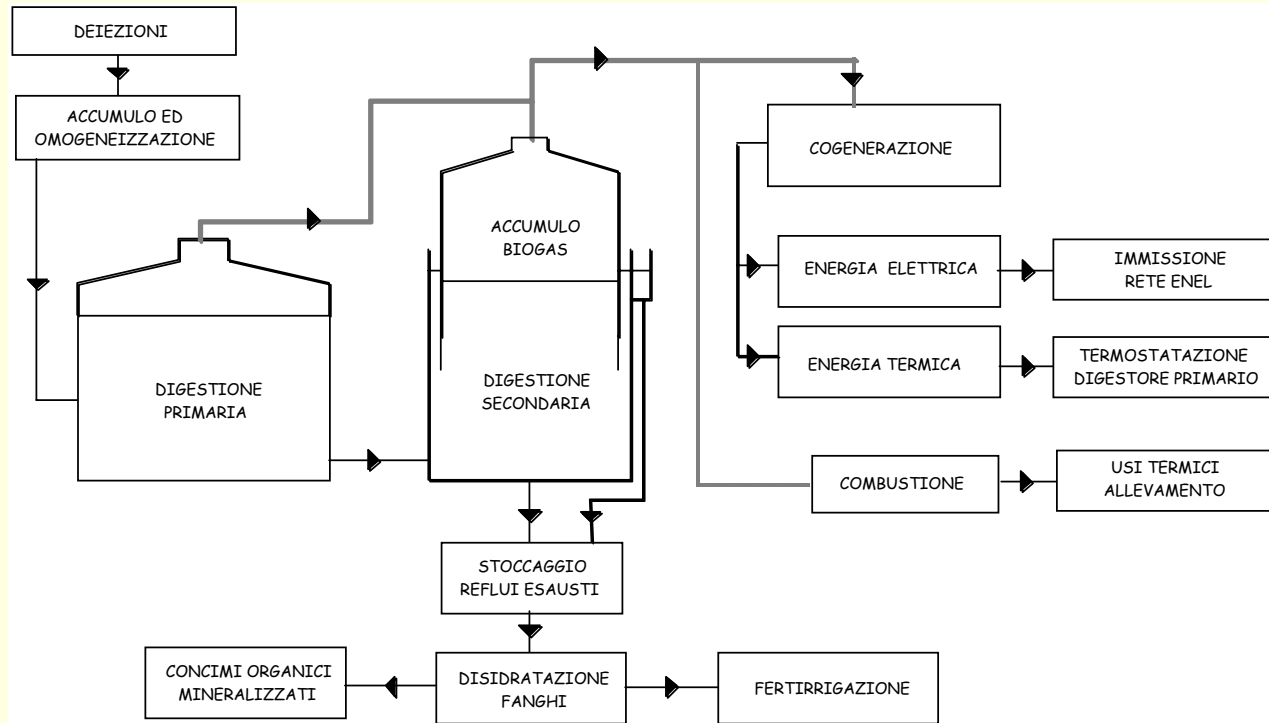 DEIEZIONI
ACCUMULO ED
OMOGENEIZZAZIONE
COGENERAZIONE
ACCUMULO
BIOGAS
ENERGIA ELETTRICA
IMMISSIONE
RETE ENEL
DIGESTIONE
PRIMARIA
DIGESTIONE
SECONDARIA
ENERGIA TERMICA
TERMOSTATAZIONE
DIGESTORE PRIMARIO
COMBUSTIONE
USI TERMICI
ALLEVAMENTO
STOCCAGGIO
REFLUI ESAUSTI
CONCIMI ORGANICI
MINERALIZZATI
DISIDRATAZIONE
FANGHI
FERTIRRIGAZIONE